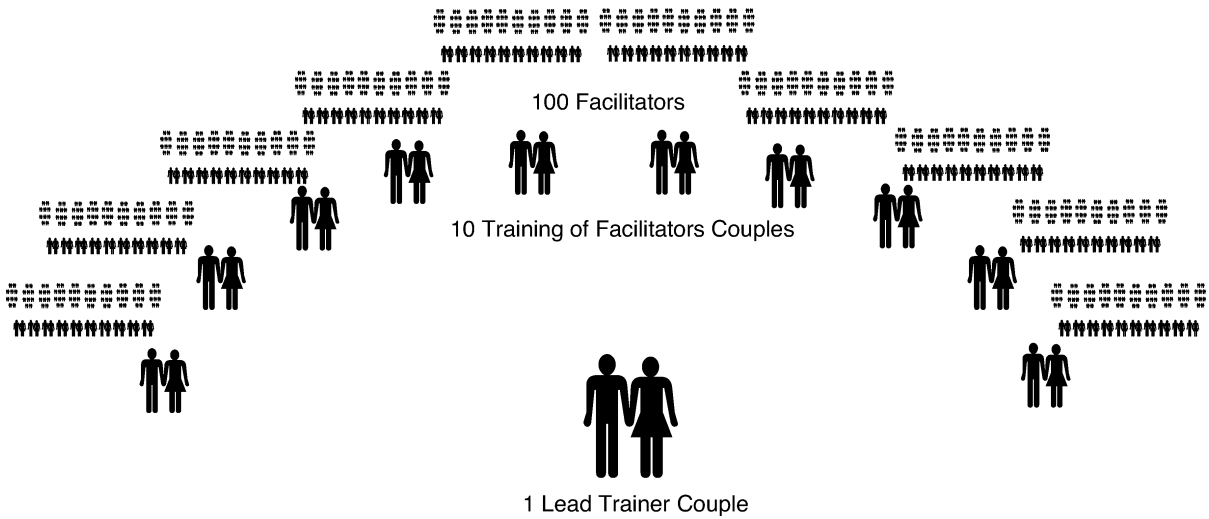 100 Facilitators
10 Training of Facilitators Couples
1 Lead Trainer Couple